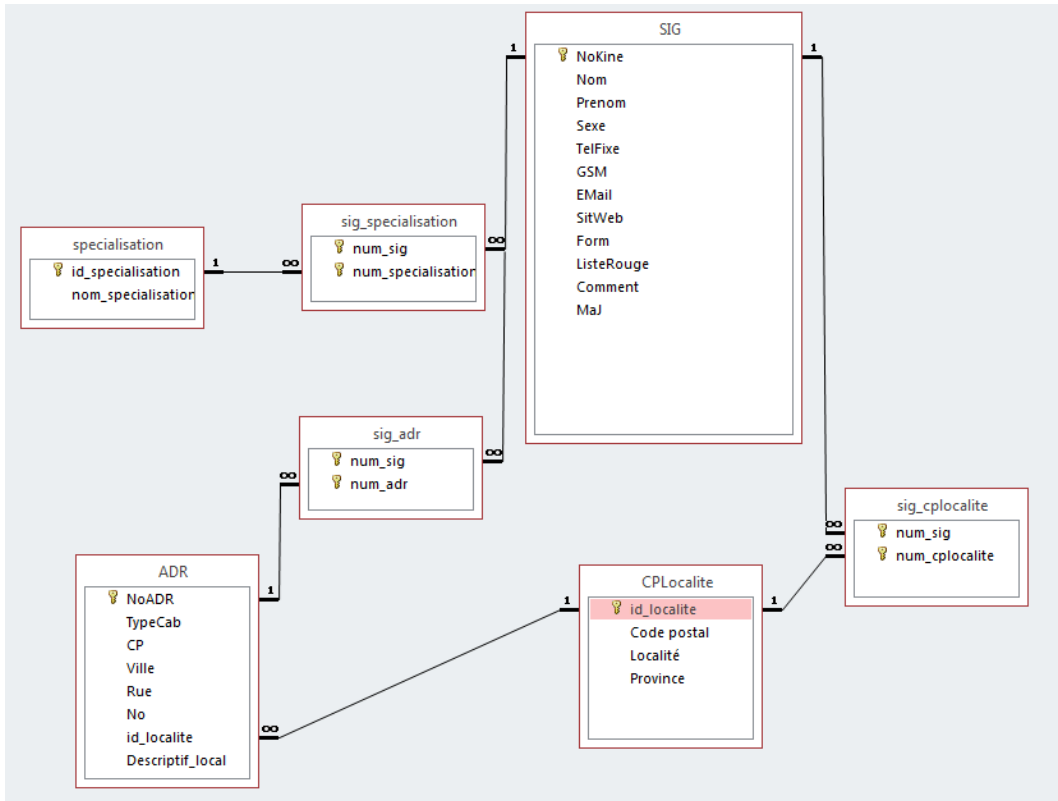 SIG
NoKine
Nom
Prenom
Sexe
TelFixe
GSM
EMail
SitWeb
Form
ListeRouge
Comment
MaJ
1
1
sig_specialisation
num_sig
num_specialisation
∞
∞
specialisation
id_specialisation
nom_specialisation
1
sig_adr
num_sig
num_adr
∞
∞
sig_cplocalite
num_sig
num_cplocalite
∞
∞
ADR
NoADR
TypeCab
CP
Ville
Rue
No
id_localite
Descriptif_local
1
∞
CPLocalite
id_localite
Code postal
Localité
Province
1
1